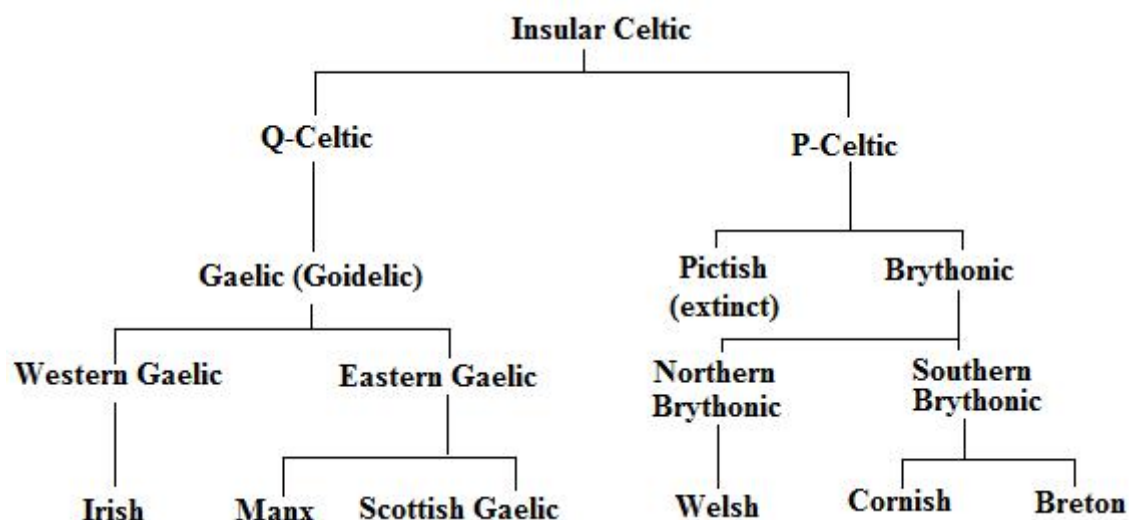 Insular Celtic
Q-Celtic
P-Celtic
Gaelic (Goidelic)
Pictish
(extinct)
Brythonic
Western Gaelic
Eastern Gaelic
Northern
Brythonic
Southern
Brythonic
Irish
Manx
Scottish Gaelic
Welsh
Cornish
Breton